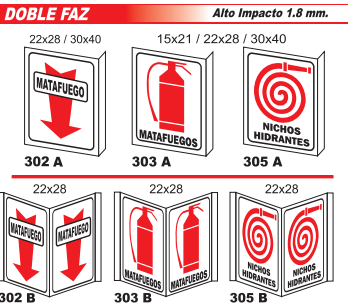 DOBLE FAZ
Alto Impacto 1.8 mm.
22x28 / 30x40
15x21 / 22x28 / 30x40
MATAFUEGO
MATAFUEGOS
NICHOS
HIDRANTES
302 A
303 A
305 A
22x28
22x28
22x28
MATAFUEGO
MATAFUEGO
MATAFUEGOS
MATAFUEGOS
NICHOS
HIDRANTES
NICHOS
HIDRANTES
302 B
303 B
305 B